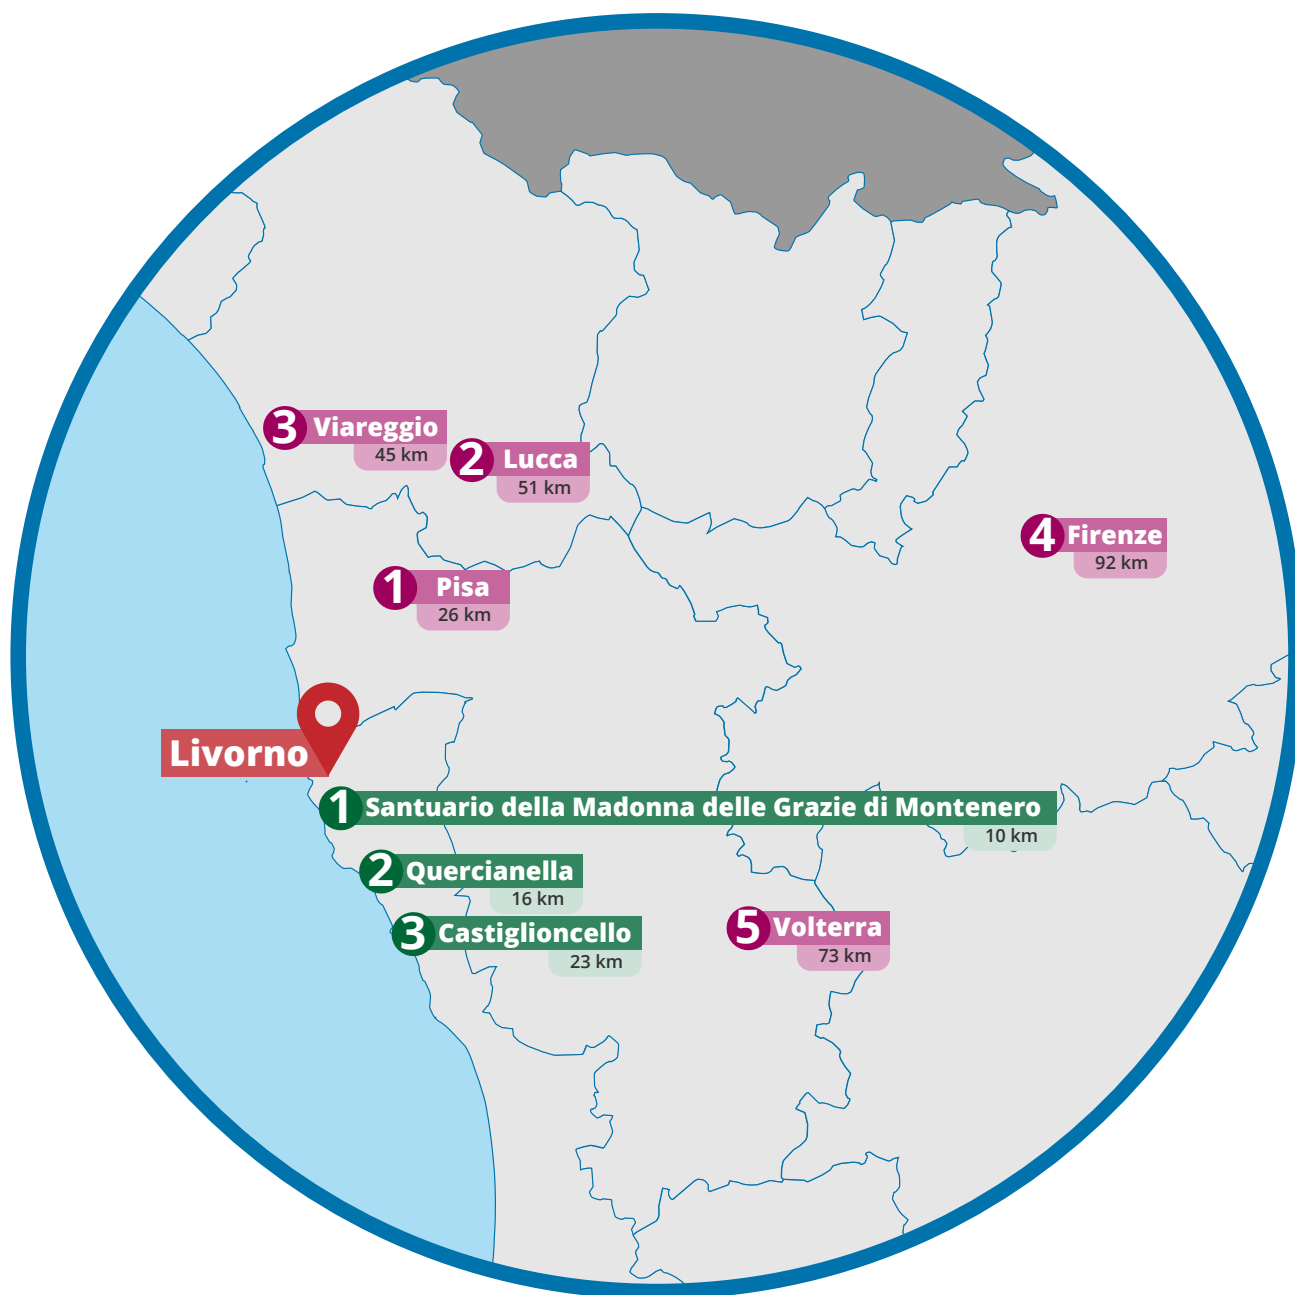 3 Viareggio
45 km
2 Lucca
51 km
4 Firenze
92 km
1 Pisa
26 km
Livorno
1 Santuario della Madonna delle Grazie di Montenero
10 km
2 Quercianella
16 km
3 Castiglioncello
23 km
5 Volterra
73 km